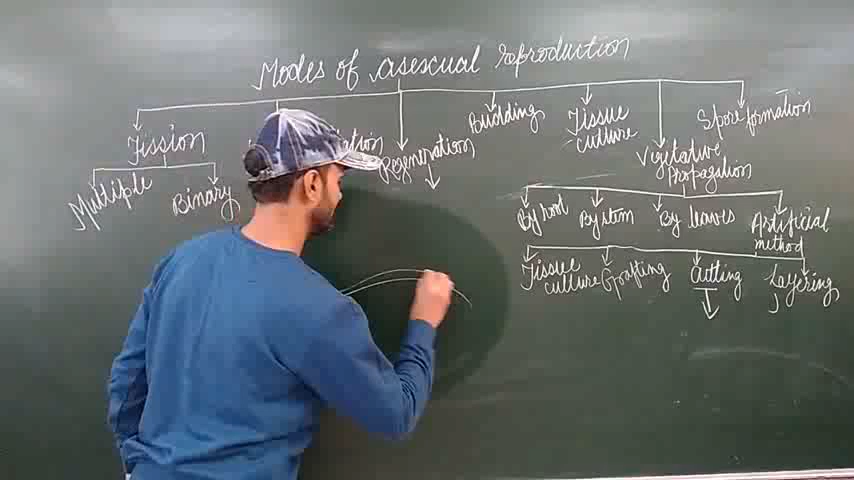 Modes of asexual reproduction
Fission
Regeneration
Budding
Tissue
culture
Vegetative
Propagation
Spore formation
Multiple
Binary
By root
By stem
By leaves
Artificial
method
Tissue
culture
Grafting
Cutting
Layering